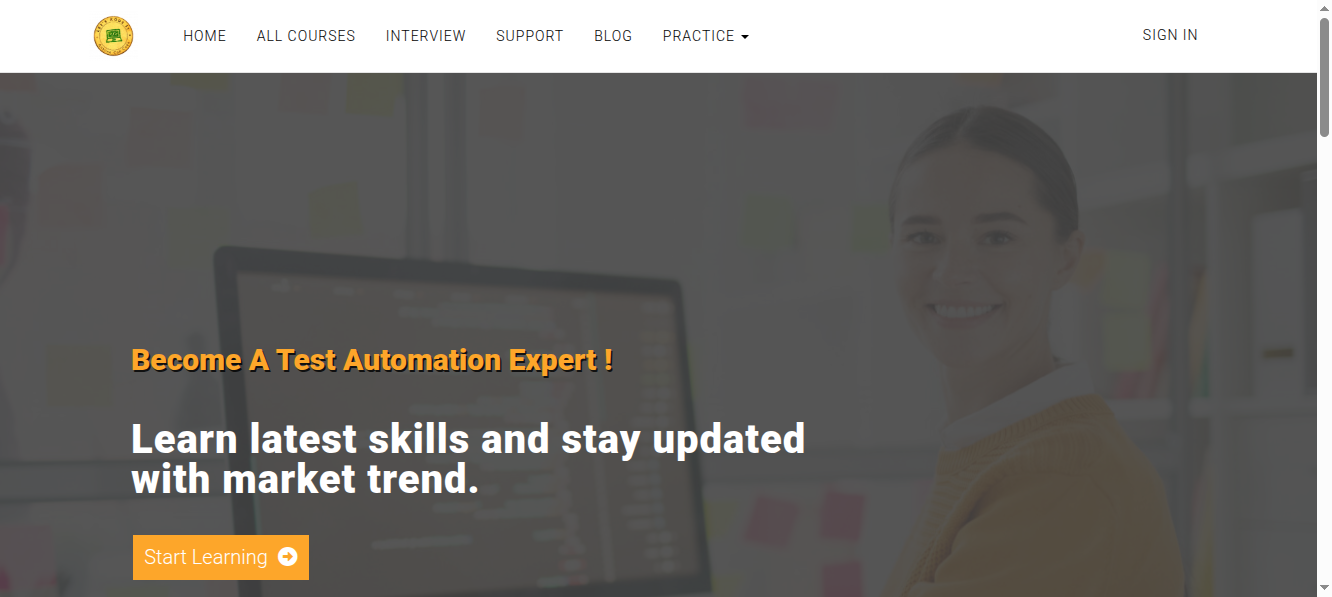 HOME
ALL COURSES
INTERVIEW
SUPPORT
BLOG
PRACTICE
SIGN IN
Become A Test Automation Expert !
Learn latest skills and stay updated
with market trend.
Start Learning